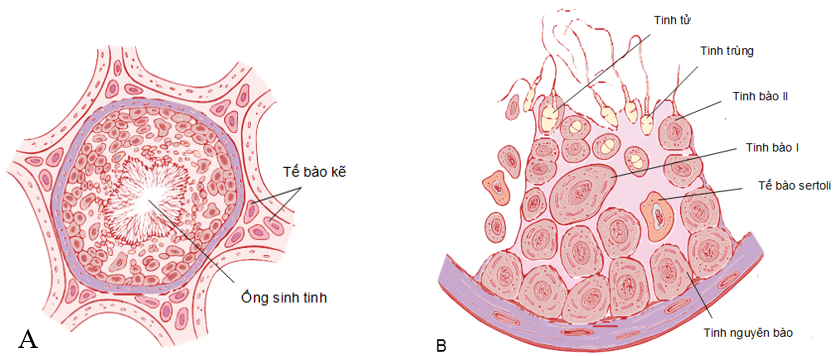 Tế bào kẽ
Ống sinh tinh
A
Tinh tử
Tinh trùng
Tinh bào II
Tinh bào I
Tế bào sertoli
Tinh nguyên bào
B